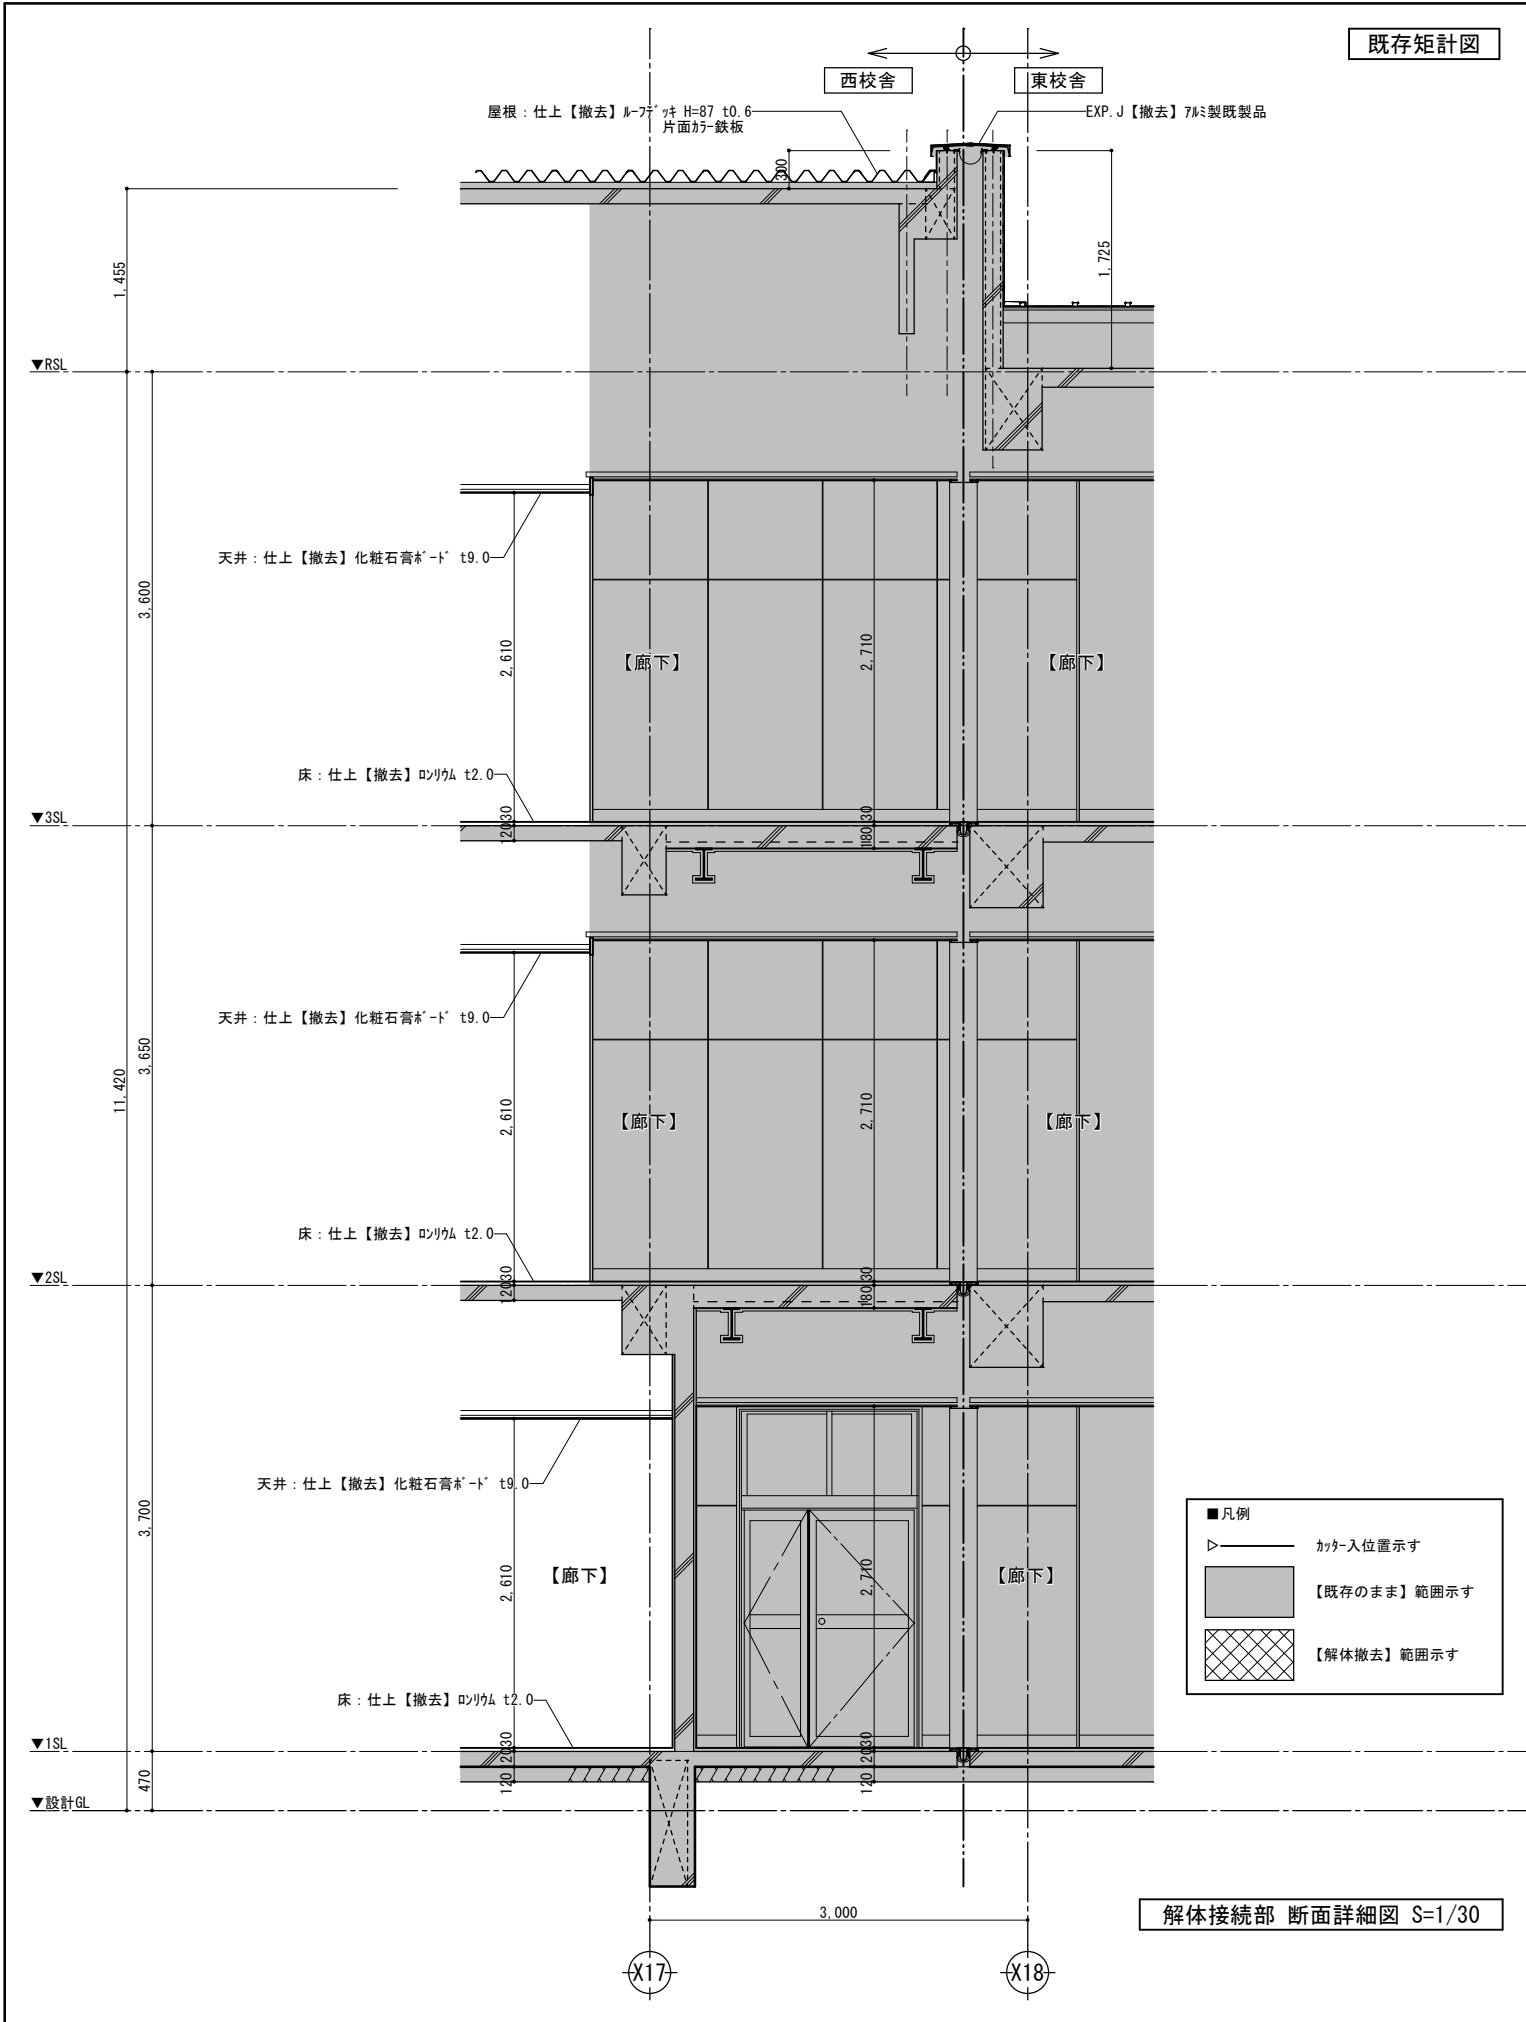 既存矩計図
西校舎
東校舎
屋根：仕上【撤去】ﾙｰﾌﾃﾞｯｷ H=87 t0.6
片面ｶﾗｰ鉄板
EXP.J【撤去】ｱﾙﾐ製既製品
300
1,725
1,455
▼RSL
天井：仕上【撤去】化粧石膏ﾎﾞｰﾄﾞ t9.0
3,600
2,610
2,710
【廊下】
【廊下】
床：仕上【撤去】ﾛﾝﾘｳﾑ t2.0
▼3SL
120
30
180
30
天井：仕上【撤去】化粧石膏ﾎﾞｰﾄﾞ t9.0
11,420
3,650
2,610
2,710
【廊下】
【廊下】
床：仕上【撤去】ﾛﾝﾘｳﾑ t2.0
▼2SL
120
30
180
30
天井：仕上【撤去】化粧石膏ﾎﾞｰﾄﾞ t9.0
3,700
2,610
2,710
【廊下】
【廊下】
■凡例
ｶｯﾀｰ入位置示す
【既存のまま】範囲示す
【解体撤去】範囲示す
床：仕上【撤去】ﾛﾝﾘｳﾑ t2.0
▼1SL
120
120
30
120
120
30
470
▼設計GL
3,000
解体接続部 断面詳細図 S=1/30
X17
X18